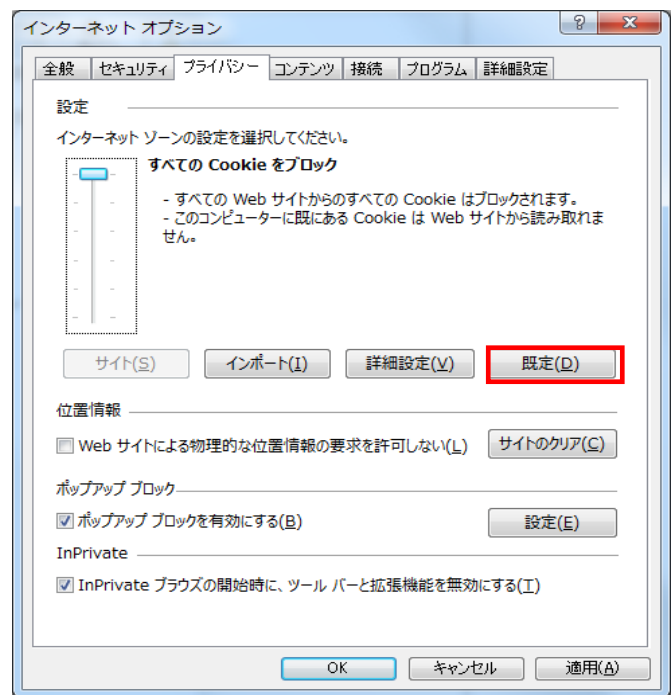 インターネット オプション
全般 セキュリティ プライバシー コンテンツ 接続 プログラム 詳細設定
設定
インターネット ゾーンの設定を選択してください。
すべての Cookie をブロック
- すべての Web サイトからのすべての Cookie はブロックされます。
- このコンピューターに既にある Cookie は Web サイトから読み取れま
せん。
サイト(S) インポート(I) 詳細設定(V) 既定(D)
位置情報
Web サイトによる物理的な位置情報の要求を許可しない(L) サイトのクリア(C)
ポップアップ ブロック
ポップアップ ブロックを有効にする(B) 設定(E)
InPrivate
InPrivate ブラウズの開始時に、ツール バーと拡張機能を無効にする(T)
OK キャンセル 適用(A)